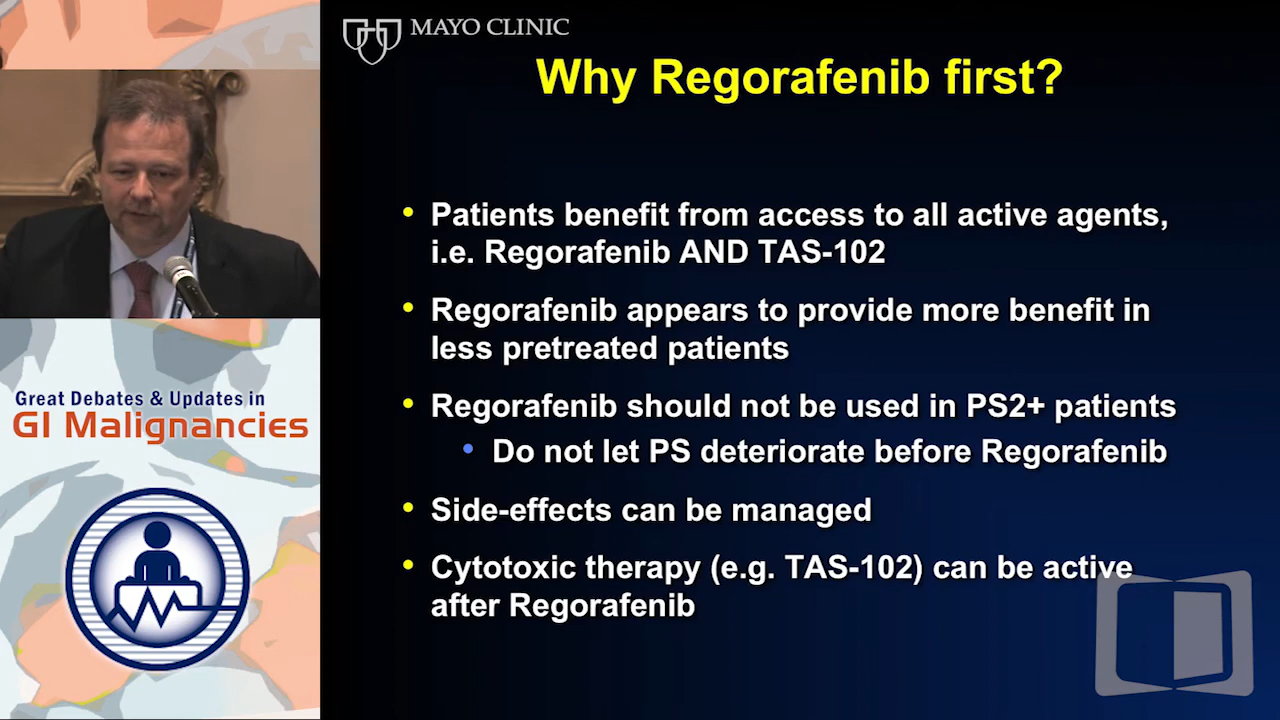 MAYO CLINIC
Why Regorafenib first?
• Patients benefit from access to all active agents,
i.e. Regorafenib AND TAS-102
• Regorafenib appears to provide more benefit in
less pretreated patients
• Regorafenib should not be used in PS2+ patients
• Do not let PS deteriorate before Regorafenib
• Side-effects can be managed
• Cytotoxic therapy (e.g. TAS-102) can be active
after Regorafenib
Great Debates & Updates in
GI Malignancies